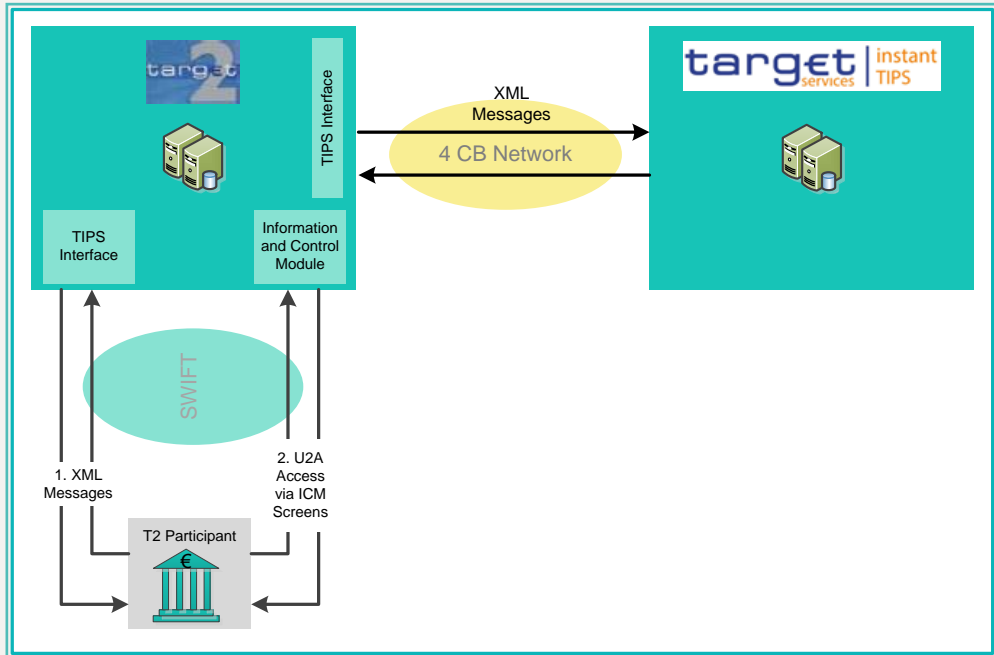 target
2
TIPS Interface
TIPS
Interface
Information
and Control
Module
XML
Messages
4 CB Network
target
services
instant
TIPS
SWIFT
1. XML
Messages
2. U2A
Access
via ICM
Screens
T2 Participant
€